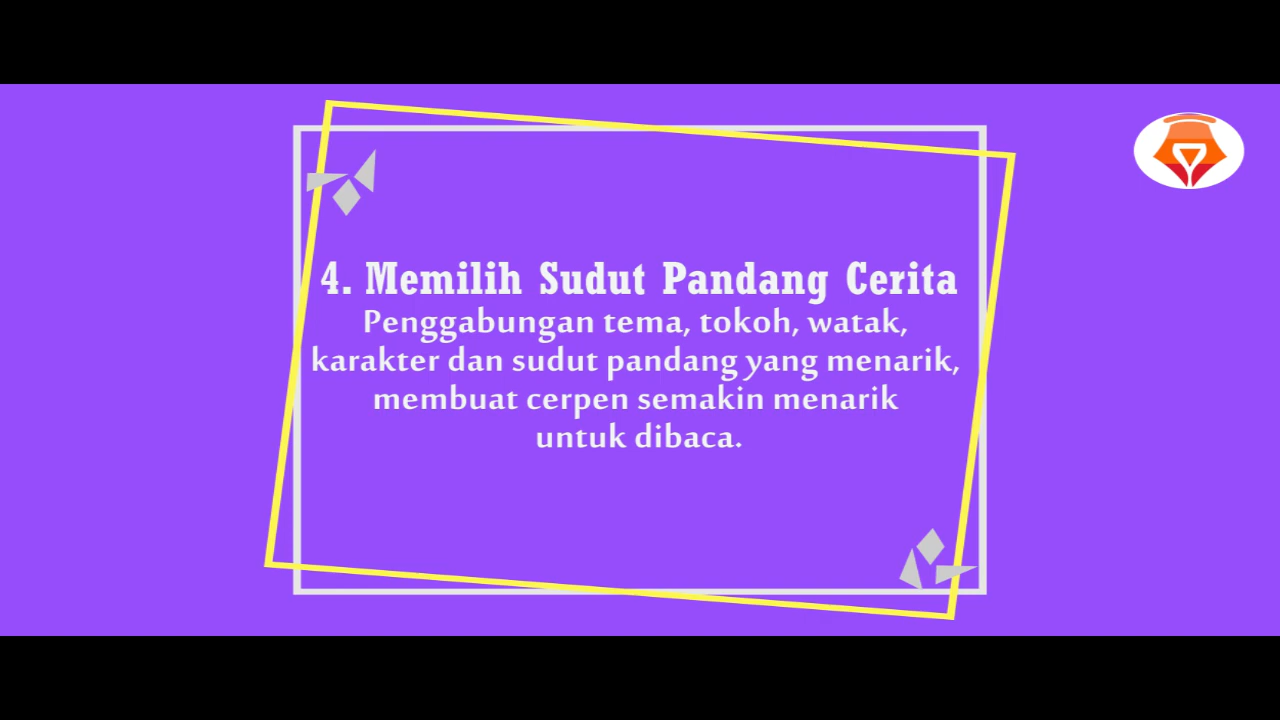 4. Memilih Sudut Pandang Cerita
Penggabungan tema, tokoh, watak,
karakter dan sudut pandang yang menarik,
membuat cerpen semakin menarik
untuk dibaca.